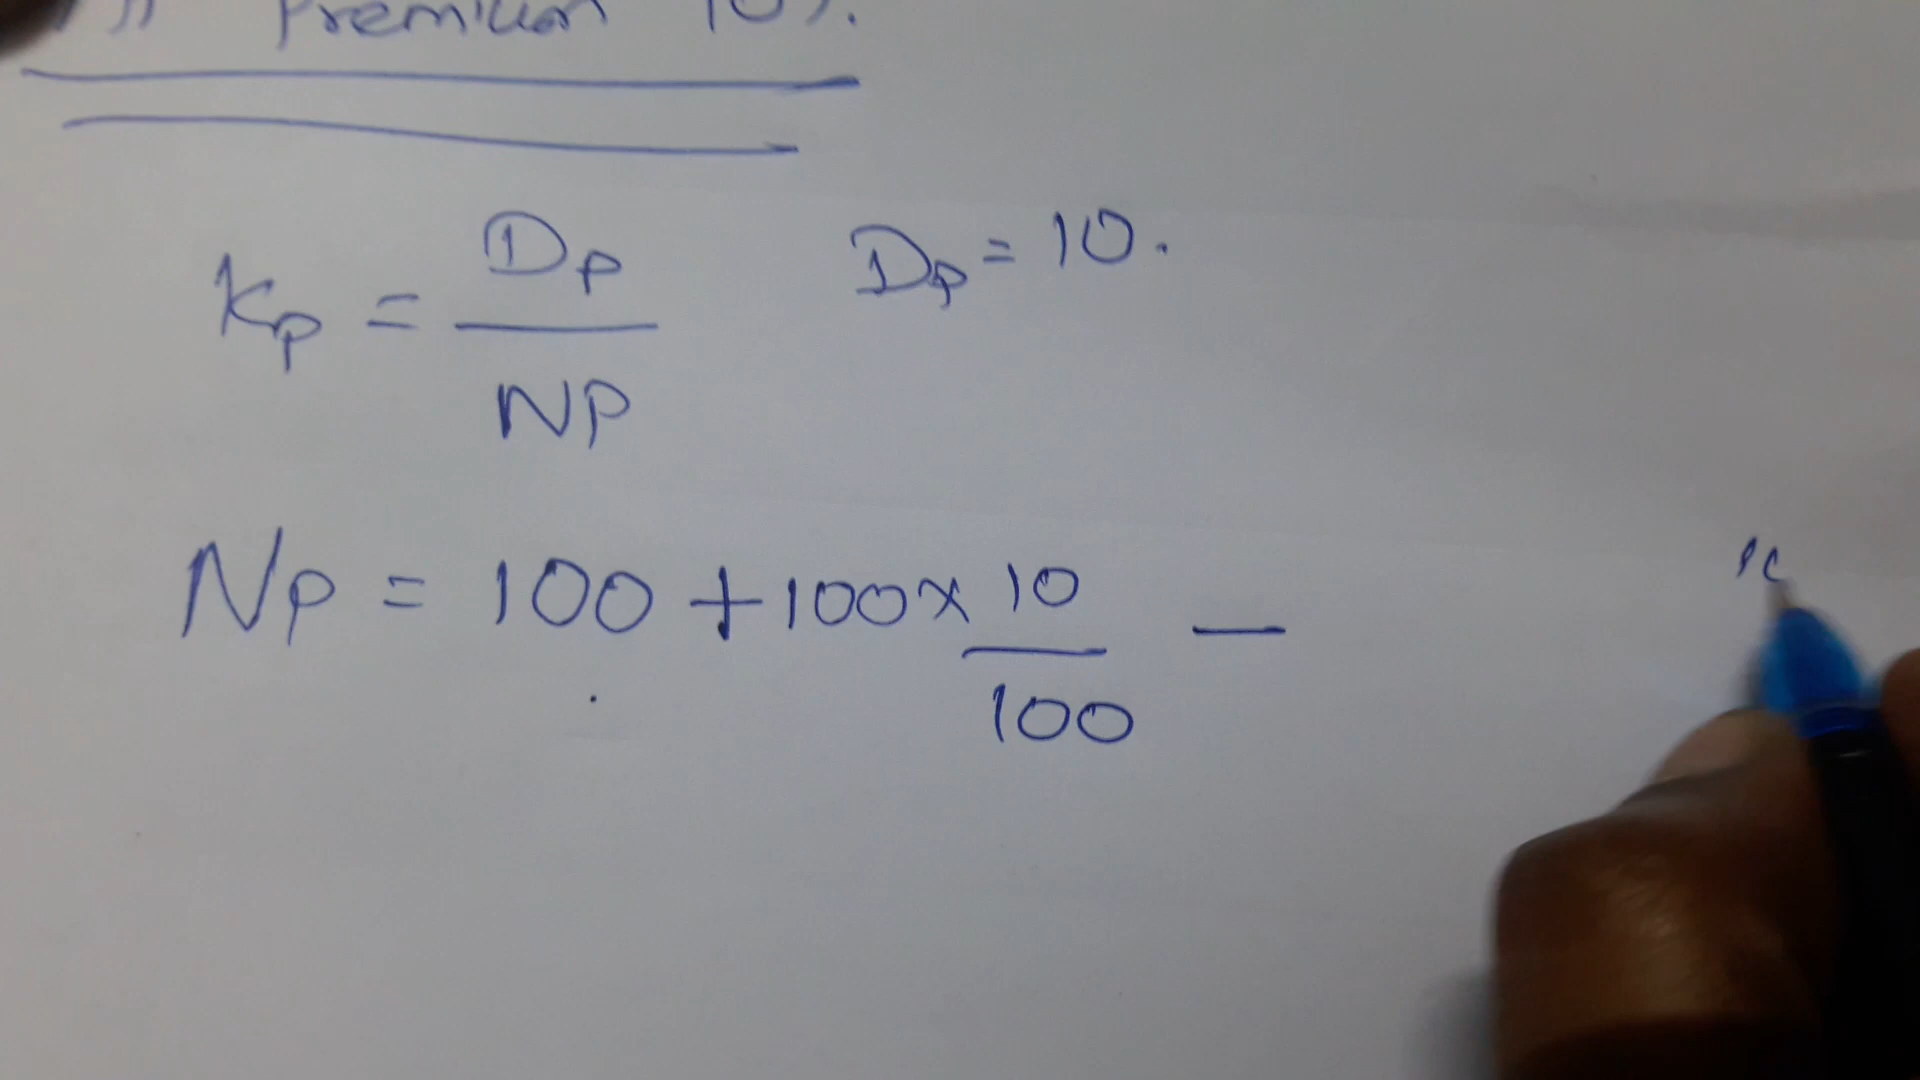 Premium 10%.
Kp = Dp / NP Dp = 10.
Np = 100 + 100 x 10 / 100 —